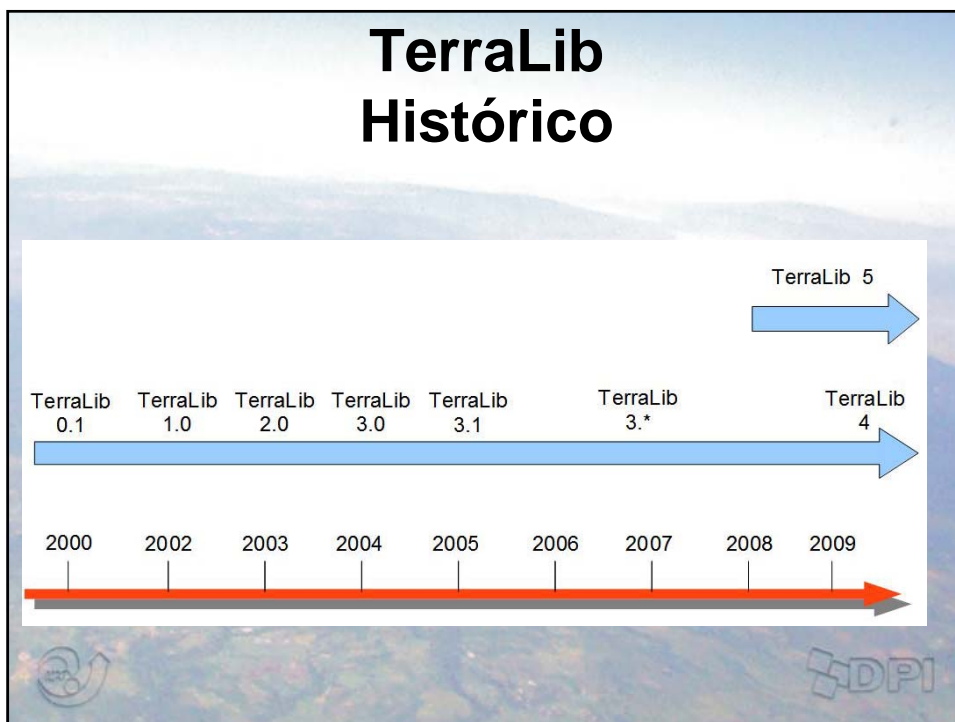 TerraLib
Histórico
TerraLib 5
TerraLib 0.1
TerraLib 1.0
TerraLib 2.0
TerraLib 3.0
TerraLib 3.1
TerraLib 3.*
TerraLib 4
2000 2002 2003 2004 2005 2006 2007 2008 2009
DPI